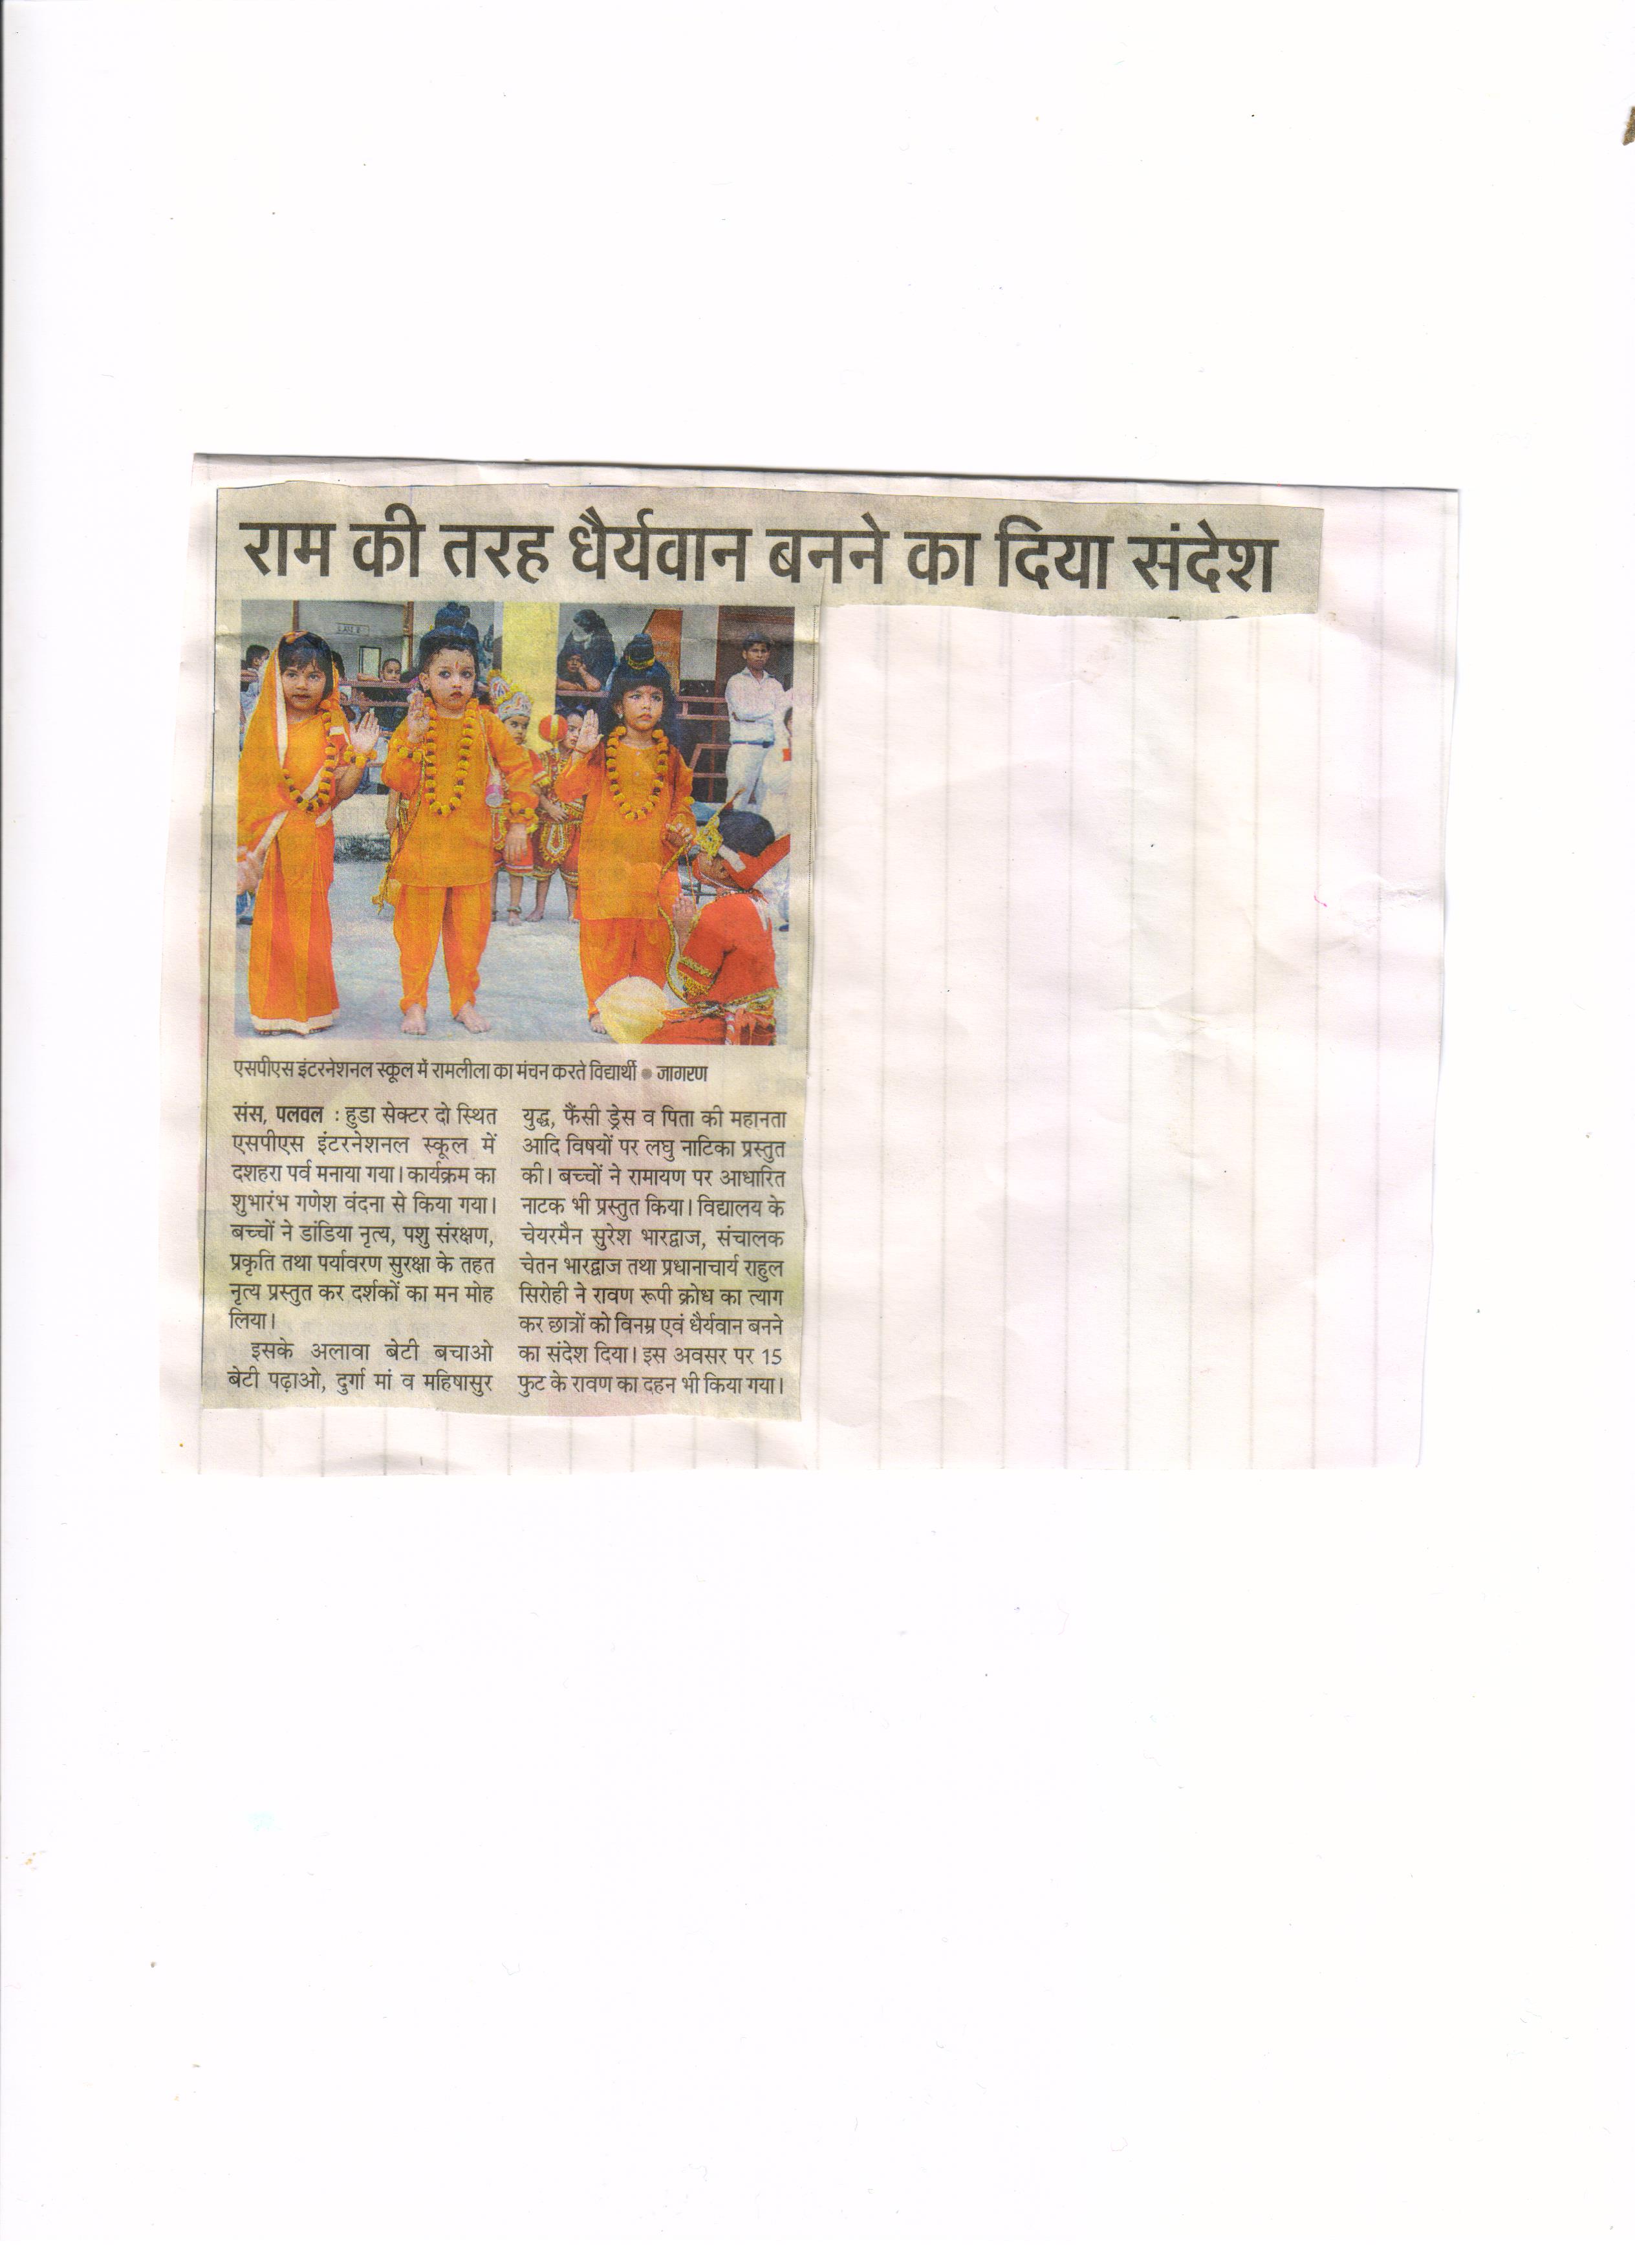 राम की तरह धैर्यवान बनने का दिया संदेश
एसपीएस इंटरनेशनल स्कूल में रामलीला का मंचन करते विद्यार्थी ● जागरण
संस, पलवल : हुडा सेक्टर दो स्थित
एसपीएस इंटरनेशनल स्कूल में
दशहरा पर्व मनाया गया। कार्यक्रम का
शुभारंभ गणेश वंदना से किया गया।
बच्चों ने डांडिया नृत्य, पशु संरक्षण,
प्रकृति तथा पर्यावरण सुरक्षा के तहत
नृत्य प्रस्तुत कर दर्शकों का मन मोह
लिया।
इसके अलावा बेटी बचाओ
बेटी पढ़ाओ, दुर्गा मां व महिषासुर
युद्ध, फैंसी ड्रेस व पिता की महानता
आदि विषयों पर लघु नाटिका प्रस्तुत
की। बच्चों ने रामायण पर आधारित
नाटक भी प्रस्तुत किया। विद्यालय के
चेयरमैन सुरेश भारद्वाज, संचालक
चेतन भारद्वाज तथा प्रधानाचार्य राहुल
सिरोही ने रावण रूपी क्रोध का त्याग
कर छात्रों को विनम्र एवं धैर्यवान बनने
का संदेश दिया। इस अवसर पर 15
फुट के रावण का दहन भी किया गया।